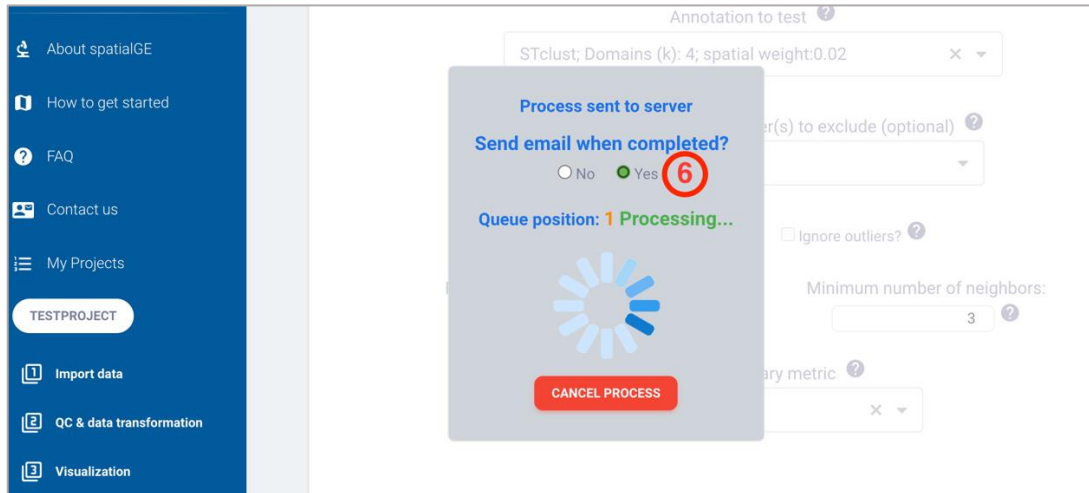 About spatialGE
How to get started
FAQ
Contact us
My Projects
TESTPROJECT
Import data
QC & data transformation
Visualization
Annotation to test ?
STclust; Domains (k): 4; spatial weight:0.02
Process sent to server
Send email when completed?
No Yes 6
Queue position: 1 Processing...
CANCEL PROCESS
to exclude (optional) ?
Ignore outliers? ?
Minimum number of neighbors:
3 ?
metric ?